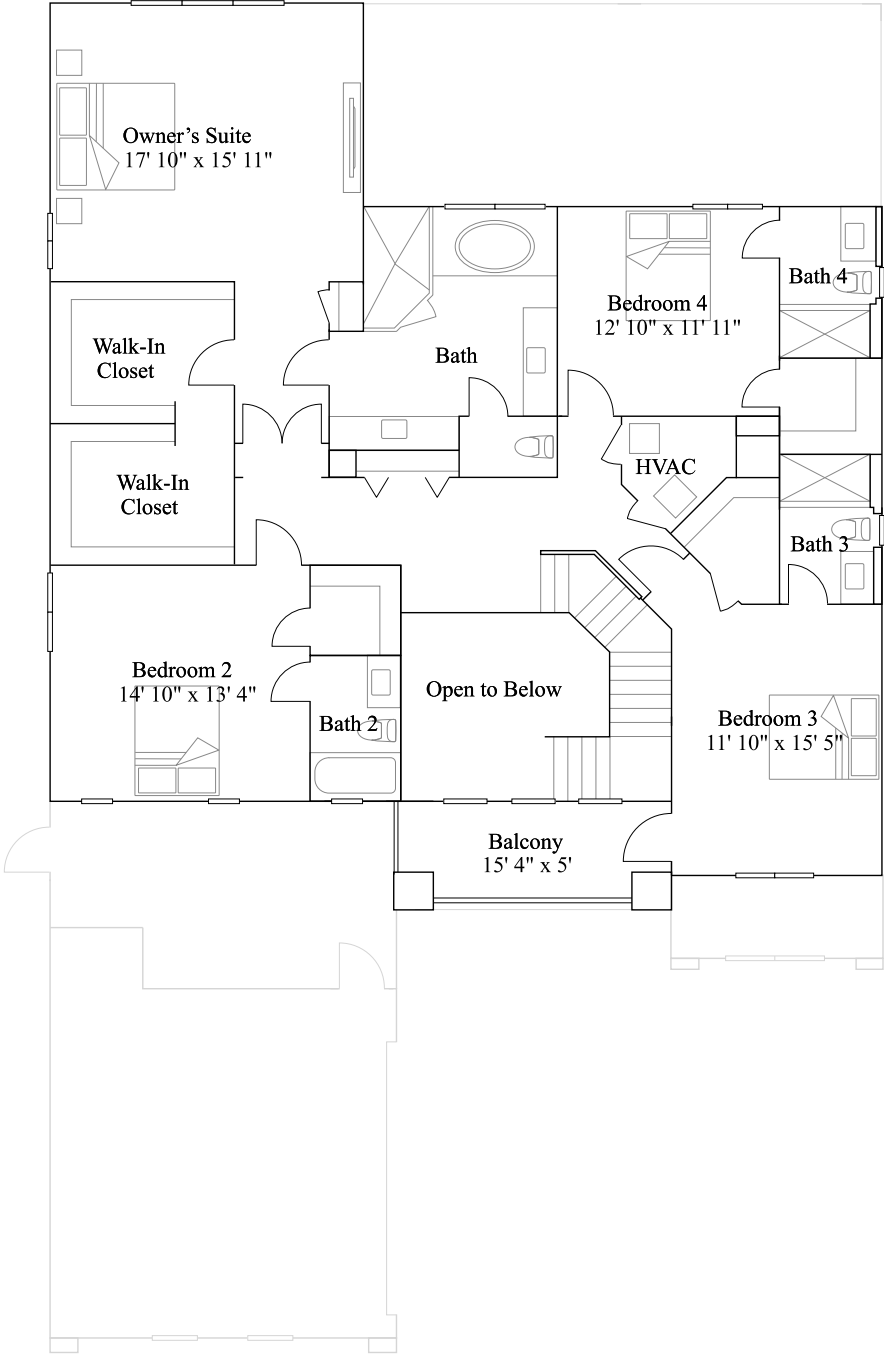 Owner’s Suite
17' 10" x 15' 11"
Bath 4
Bedroom 4
12' 10" x 11' 11"
Walk-In
Closet
Bath
HVAC
Walk-In
Closet
Bath 3
Bedroom 2
14' 10" x 13' 4"
Open to Below
Bath 2
Bedroom 3
11' 10" x 15' 5"
Balcony
15' 4" x 5'